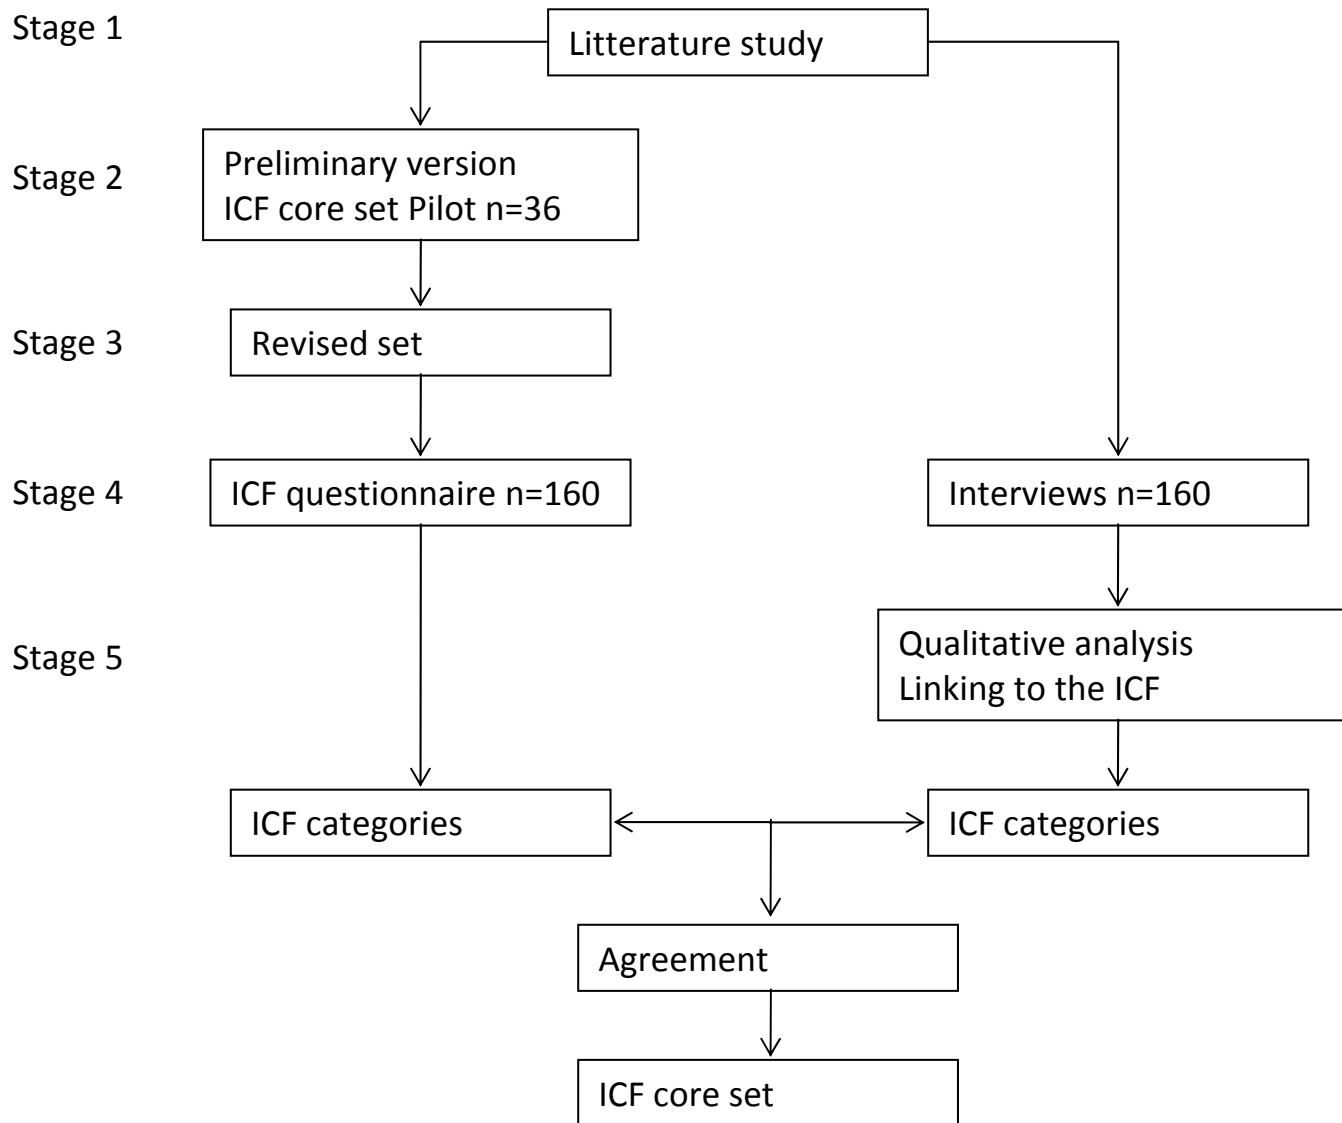 Stage 1
Litterature study
Stage 2
Preliminary version
ICF core set Pilot n=36
Stage 3
Revised set
Stage 4
ICF questionnaire n=160
Interviews n=160
Stage 5
Qualitative analysis
Linking to the ICF
ICF categories
ICF categories
Agreement
ICF core set